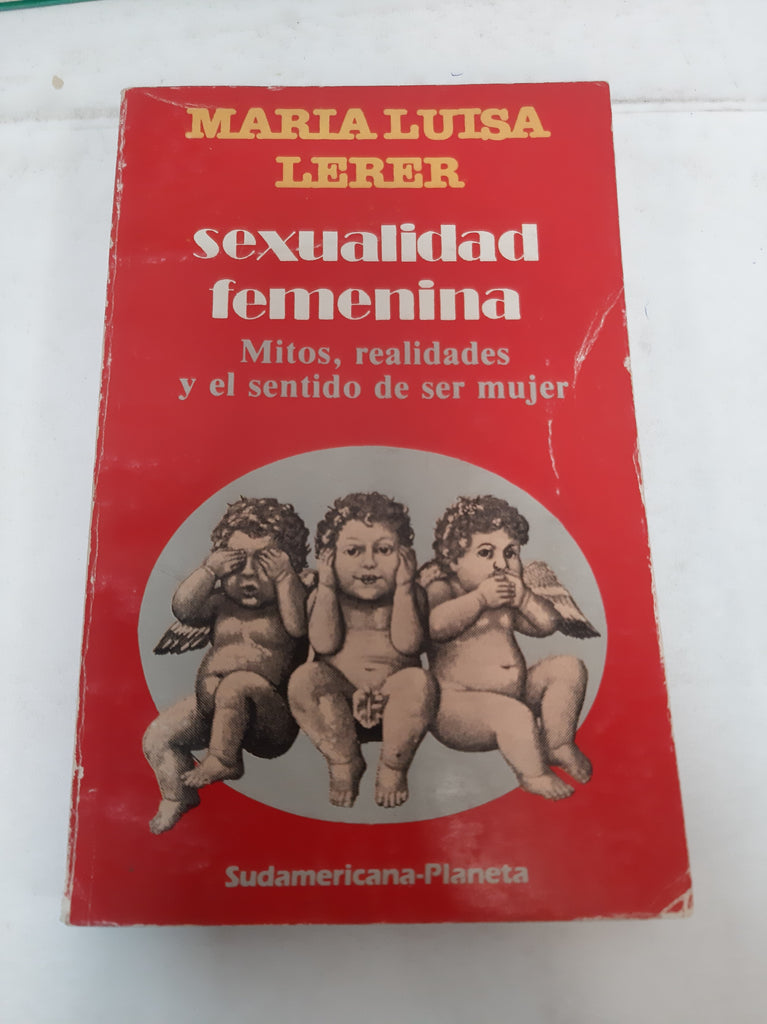 MARIA LUISA
LERER
sexualidad
femenina
Mitos, realidades
y el sentido de ser mujer
Sudamericana-Planeta